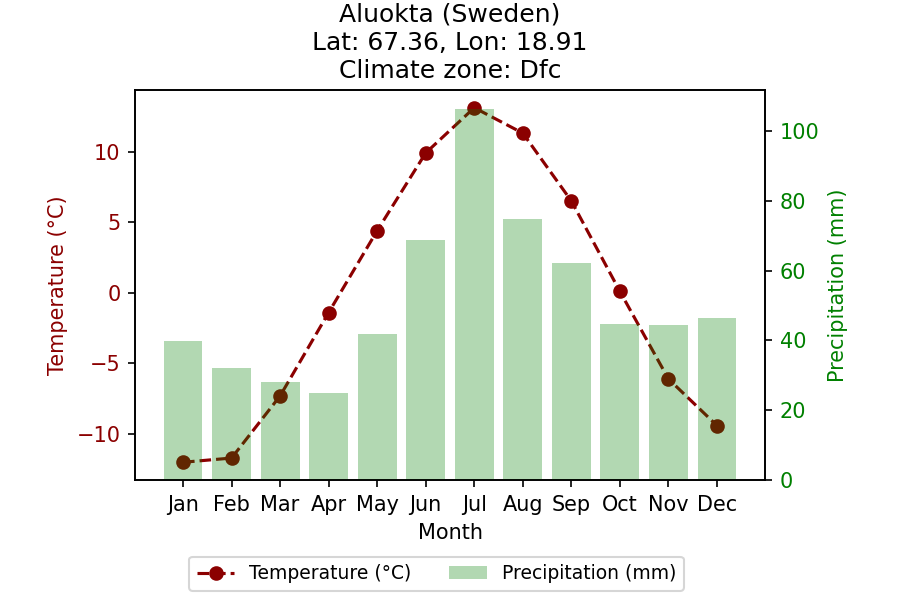 Aluokta (Sweden)
Lat: 67.36, Lon: 18.91
Climate zone: Dfc
Temperature (°C)
10
5
0
−5
−10
100
80
60
40
20
0
Precipitation (mm)
Jan Feb Mar Apr May Jun Jul Aug Sep Oct Nov Dec
Month
Temperature (°C) Precipitation (mm)